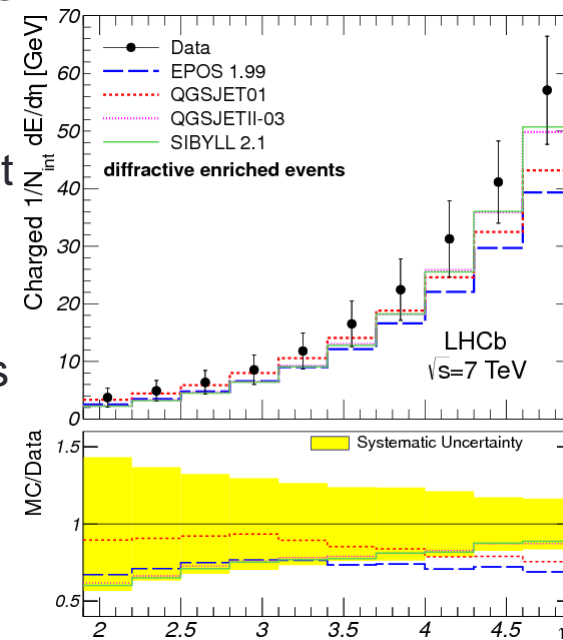 70
60
50
40
30
20
10
0
Charged 1/N_int dE/dη [GeV]
Data
EPOS 1.99
QGSJET01
QGSJETII-03
SIBYLL 2.1
diffractive enriched events
LHCb
√s=7 TeV
t
s
MC/Data
1.5
1
0.5
Systematic Uncertainty
2 2.5 3 3.5 4 4.5